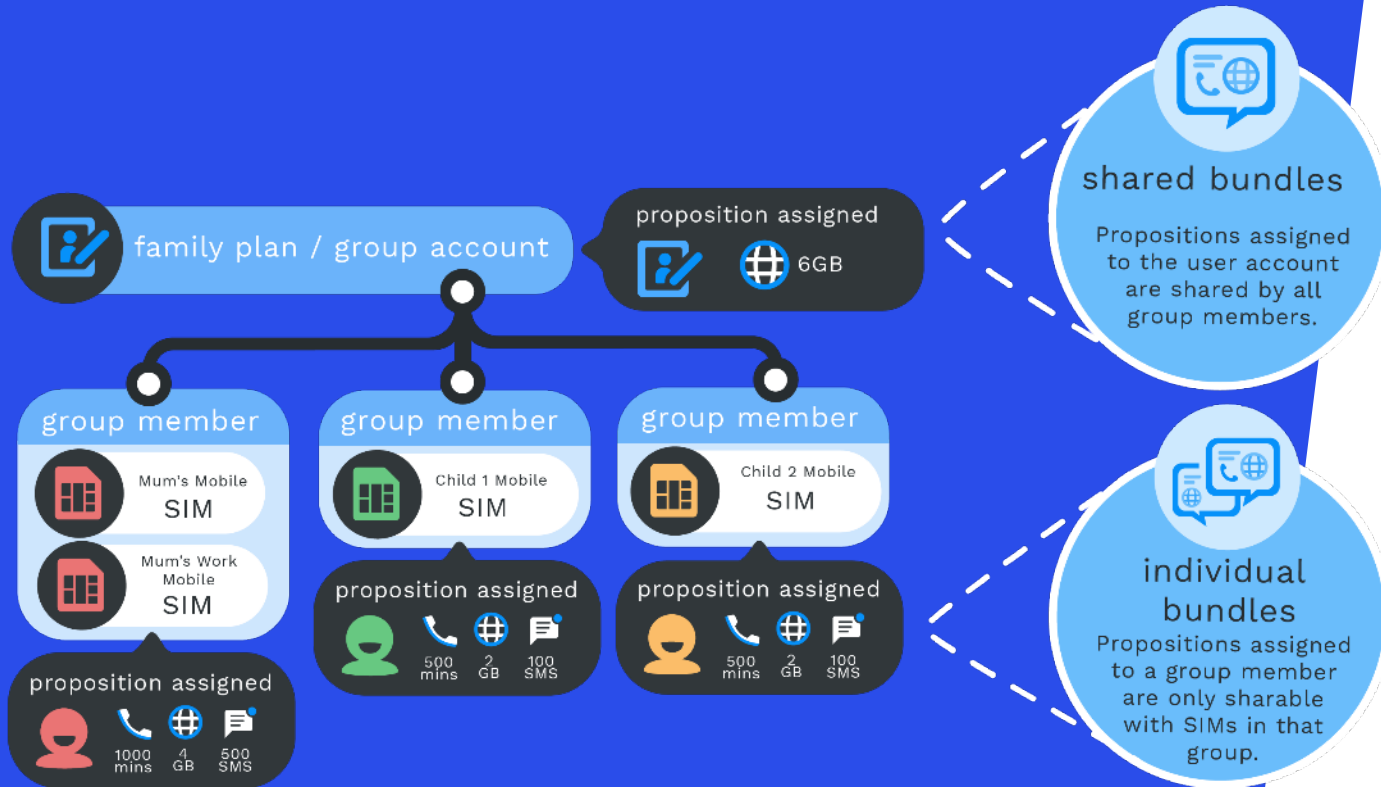 shared bundles
Propositions assigned
to the user account
are shared by all
group members.
proposition assigned
6GB
family plan / group account
group member
Mum's Mobile
SIM
Mum's Work
Mobile
SIM
proposition assigned
1000
mins
4
GB
500
SMS
group member
Child 1 Mobile
SIM
proposition assigned
500
mins
2
GB
100
SMS
group member
Child 2 Mobile
SIM
proposition assigned
500
mins
2
GB
100
SMS
individual
bundles
Propositions assigned
to a group member
are only sharable
with SIMs in that
group.